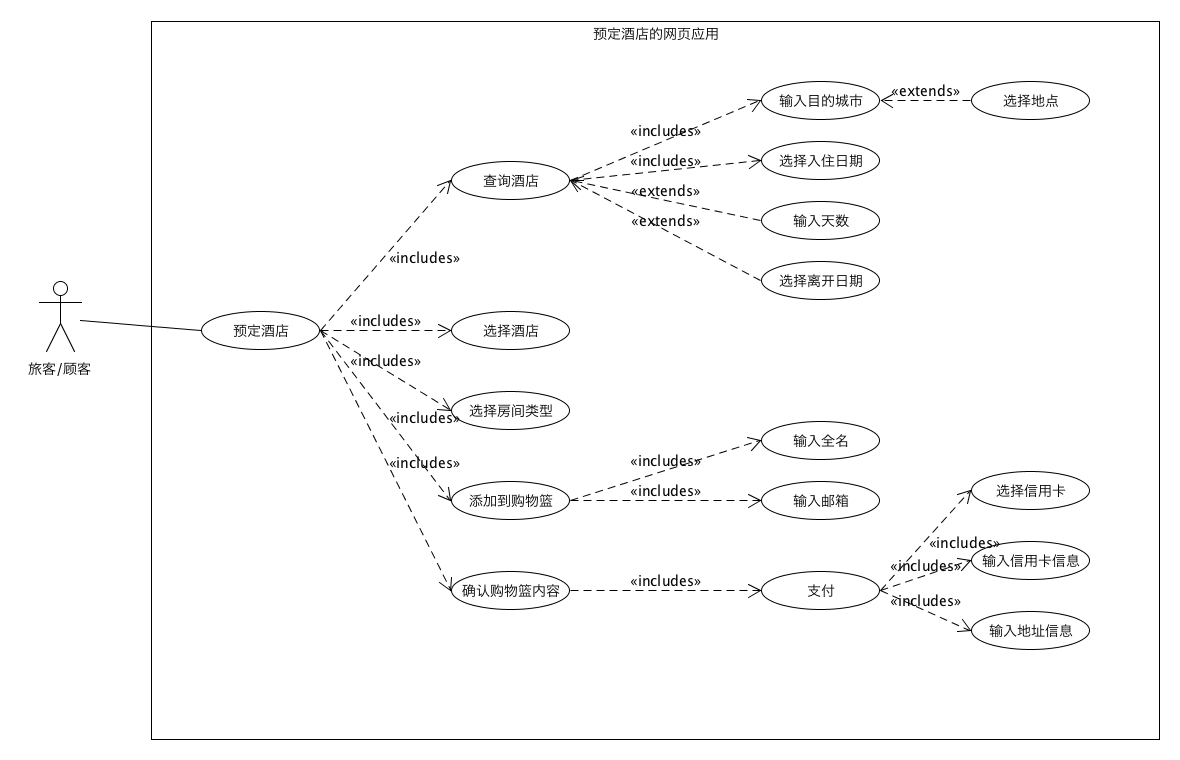 预定酒店的网页应用
输入目的城市
«extends»
选择地点
«includes»
选择入住日期
«includes»
查询酒店
«extends»
输入天数
«extends»
«includes»
选择离开日期
旅客/顾客
预定酒店
«includes»
选择酒店
«includes»
选择房间类型
«includes»
«includes»
输入全名
«includes»
添加到购物篮
«includes»
输入邮箱
选择信用卡
«includes»
输入信用卡信息
«includes»
确认购物篮内容
«includes»
支付
«includes»
输入地址信息